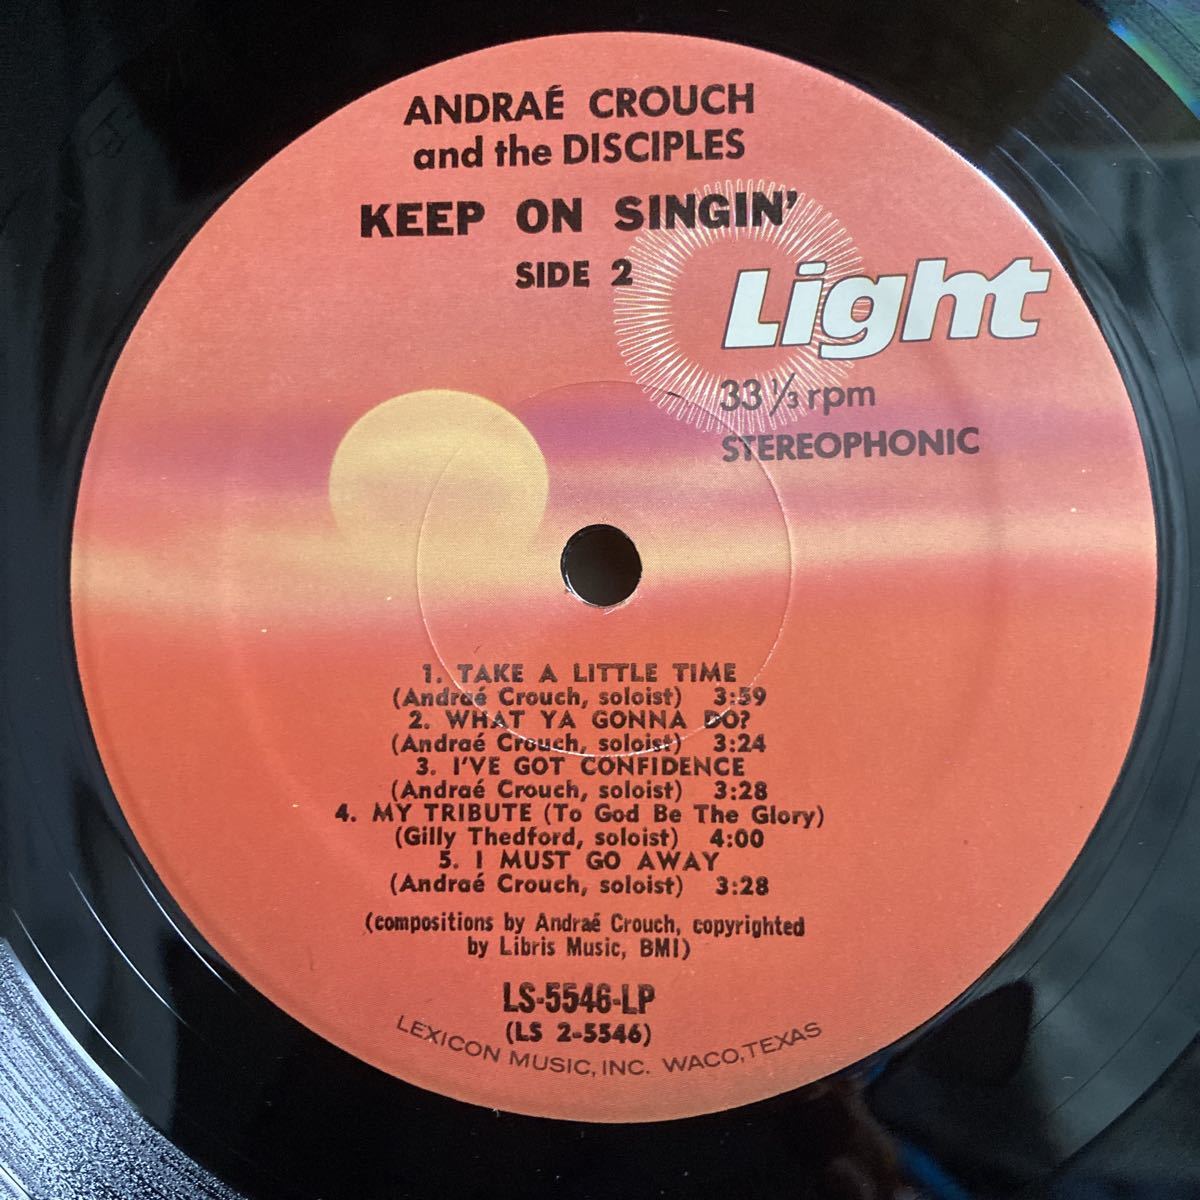 ANDRAÉ CROUCH
and the DISCIPLES
KEEP ON SINGIN'
SIDE 2
Light
33 1/3 rpm
STEREOPHONIC
1. TAKE A LITTLE TIME
(Andraé Crouch, soloist) 3:59
2. WHAT YA GONNA DO?
(Andraé Crouch, soloist) 3:24
3. I'VE GOT CONFIDENCE
(Andraé Crouch, soloist) 3:28
4. MY TRIBUTE (To God Be The Glory)
(Gilly Thedford, soloist) 4:00
5. I MUST GO AWAY
(Andraé Crouch, soloist) 3:28
(compositions by Andraé Crouch, copyrighted
by Libris Music, BMI)
LS-5546-LP
(LS 2-5546)
LEXICON MUSIC, INC. WACO, TEXAS